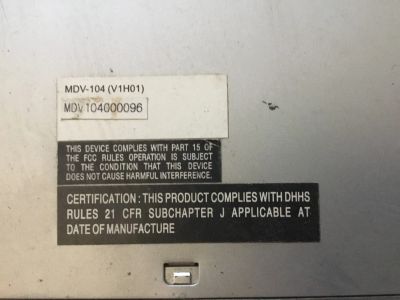 MDV-104 (V1H01)
MDV104000096
THIS DEVICE COMPLIES WITH PART 15 OF
THE FCC RULES OPERATION IS SUBJECT
TO THE CONDITION THAT THIS DEVICE
DOES NOT CAUSE HARMFUL INTERFERENCE.
CERTIFICATION : THIS PRODUCT COMPLIES WITH DHHS
RULES 21 CFR SUBCHAPTER J APPLICABLE AT
DATE OF MANUFACTURE